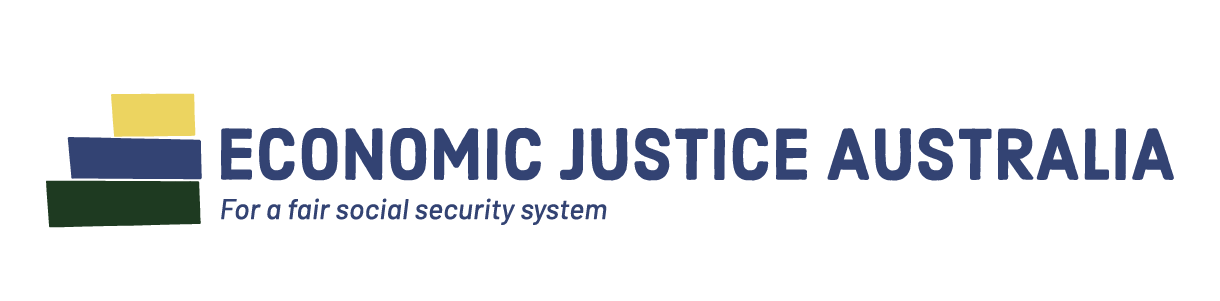 ECONOMIC JUSTICE AUSTRALIA
For a fair social security system